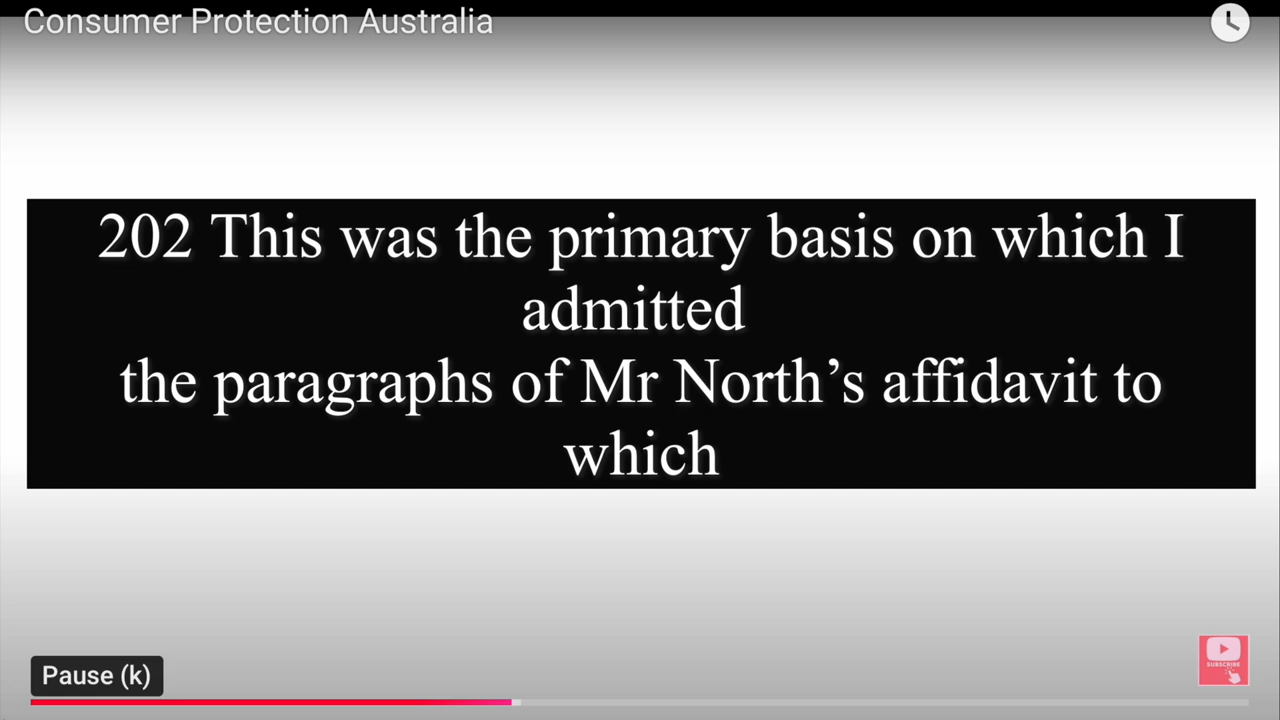 Consumer Protection Australia
202 This was the primary basis on which I
admitted
the paragraphs of Mr North’s affidavit to
which
SUBSCRIBE
Pause (k)